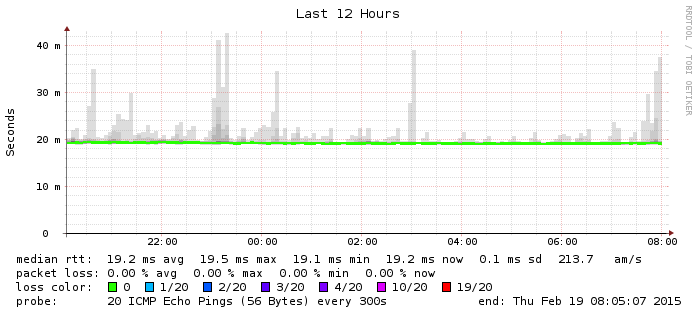 Last 12 Hours
RRDTOOL / TOBI OETIKER
Seconds
40 m
30 m
20 m
10 m
0
22:00 00:00 02:00 04:00 06:00 08:00
median rtt: 19.2 ms avg 19.5 ms max 19.1 ms min 19.2 ms now 0.1 ms sd 213.7 am/s
packet loss: 0.00 % avg 0.00 % max 0.00 % min 0.00 % now
loss color: 0 1/20 2/20 3/20 4/20 10/20 19/20
probe: 20 ICMP Echo Pings (56 Bytes) every 300s end: Thu Feb 19 08:05:07 2015